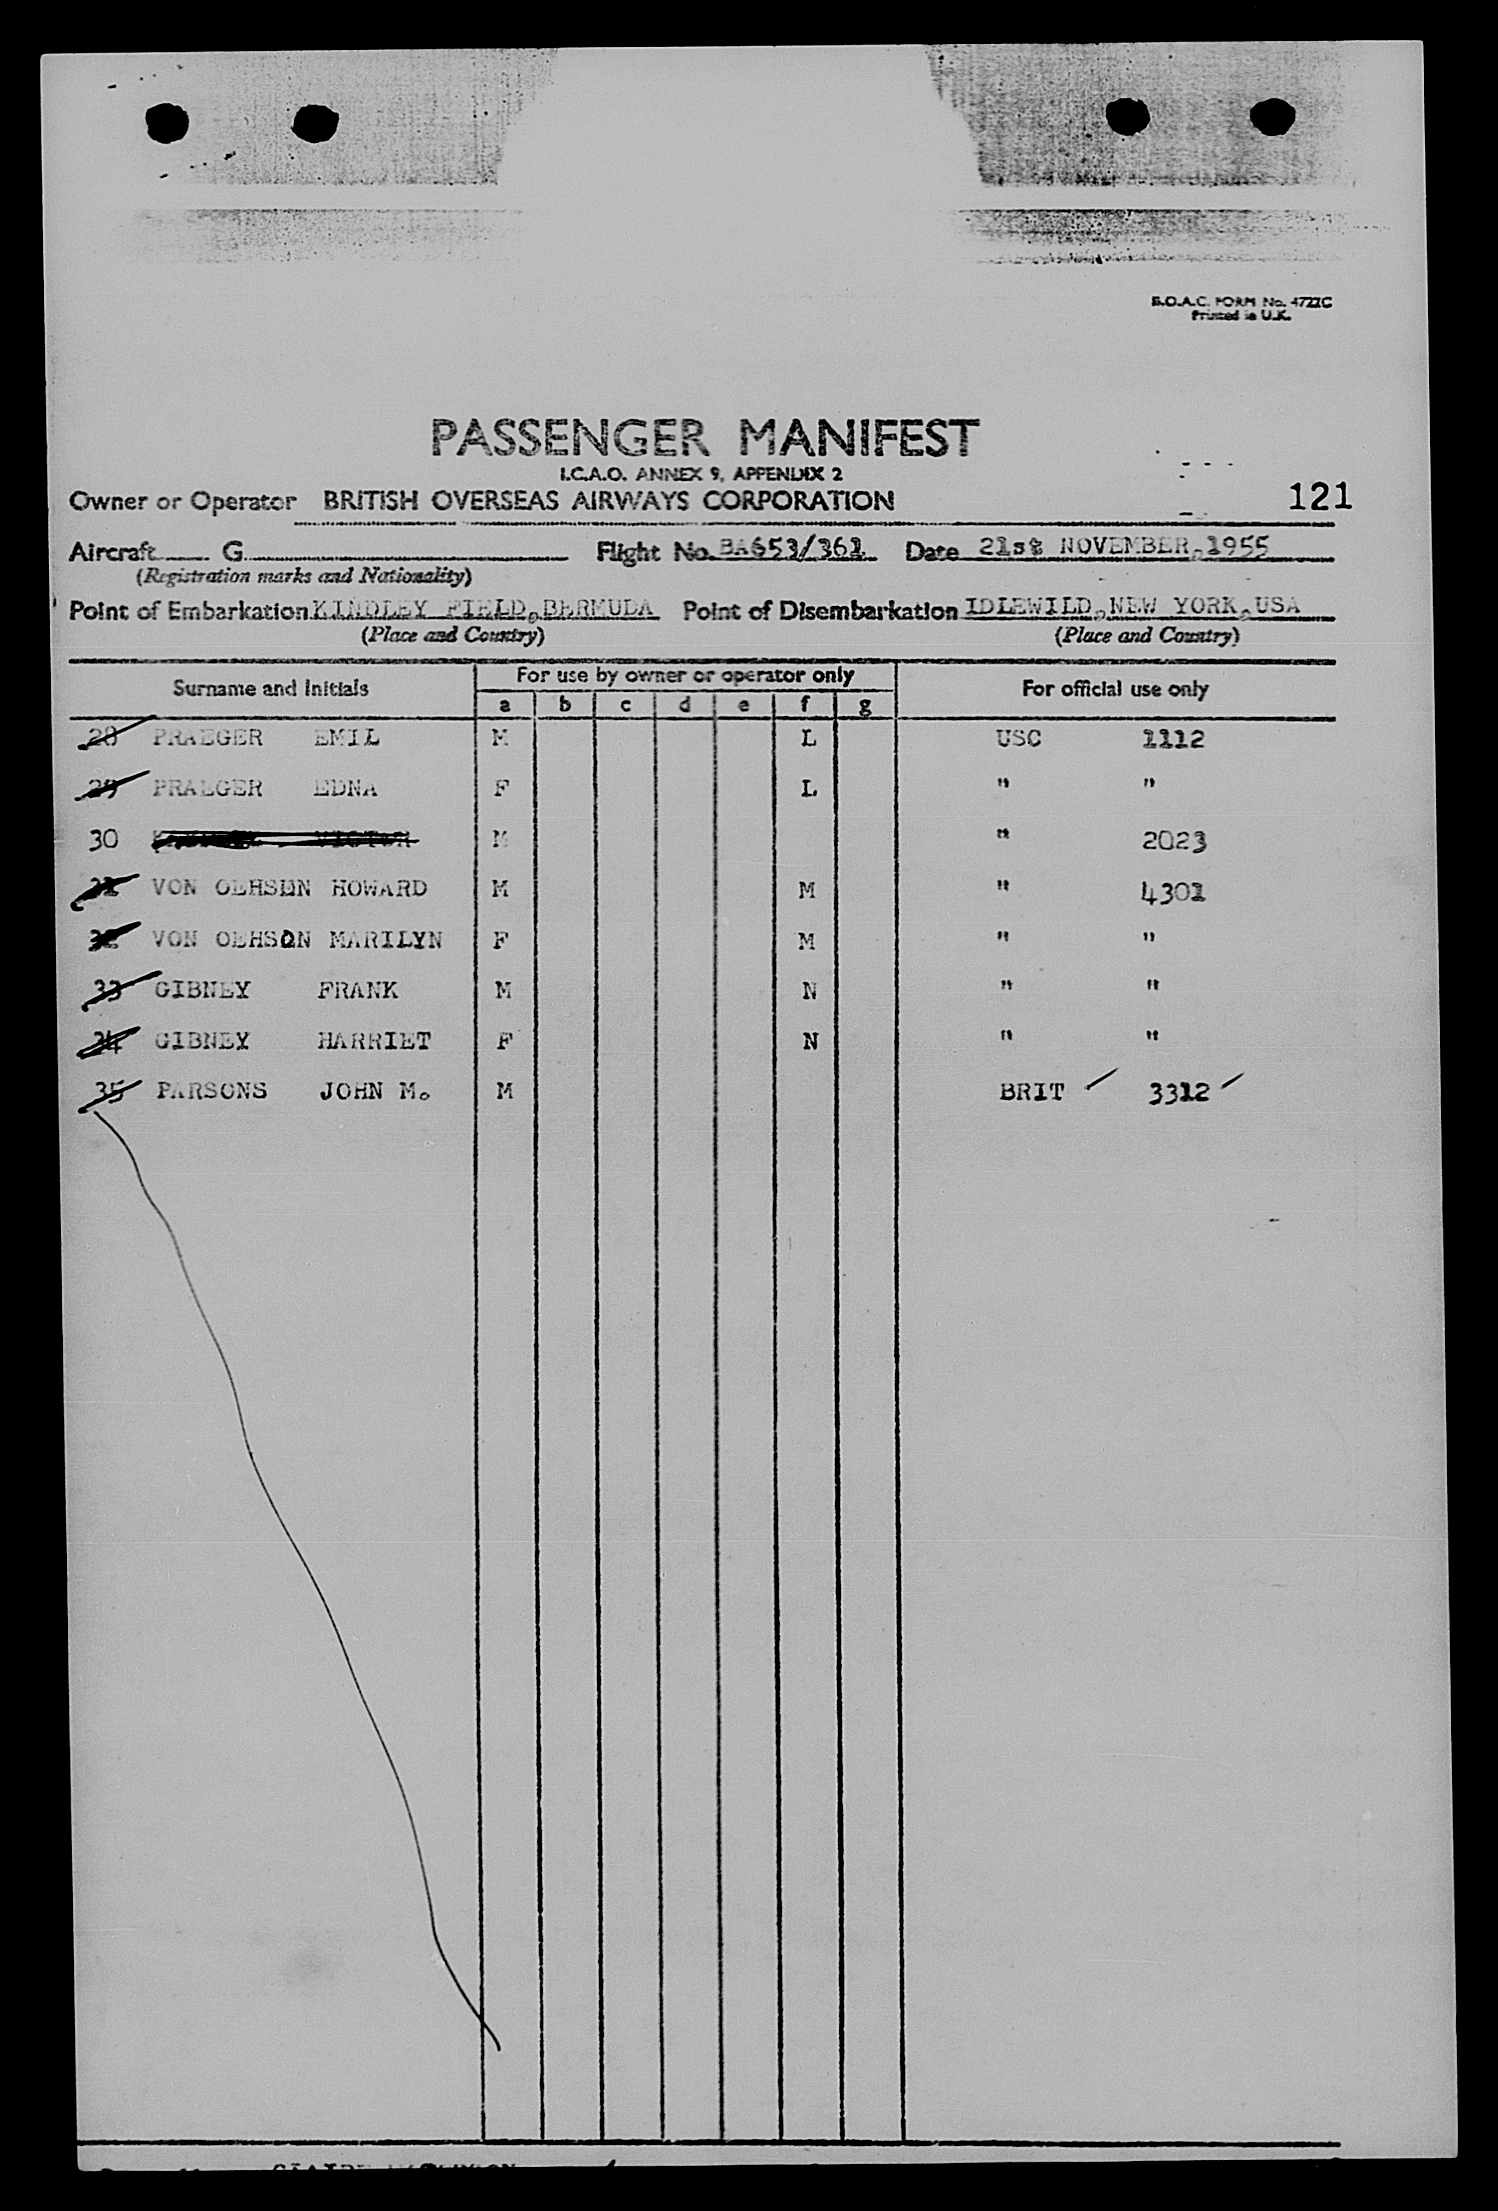 B.O.A.C. FORM No. 4722C
Printed in U.K.
PASSENGER MANIFEST
I.C.A.O. ANNEX 9, APPENDIX 2
121
Owner or Operator BRITISH OVERSEAS AIRWAYS CORPORATION
Aircraft G Flight No. BA653/361 Date 21st NOVEMBER,1955
(Registration marks and Nationality)
Point of Embarkation KINDLEY FIELD,BERMUDA Point of Disembarkation IDLEWILD,NEW YORK,USA
(Place and Country) (Place and Country)
Surname and Initials For use by owner or operator only For official use only
a b c d e f g
28 PRAEGER EMIL M L USC 1112
29 PRAEGER EDNA F L " "
30 VICTOR M " 2023
31 VON OEHSEN HOWARD M M " 4301
32 VON OEHSEN MARILYN F M " "
33 GIBNEY FRANK M N " "
34 GIBNEY HARRIET F N " "
35 PARSONS JOHN M. M BRIT 3312